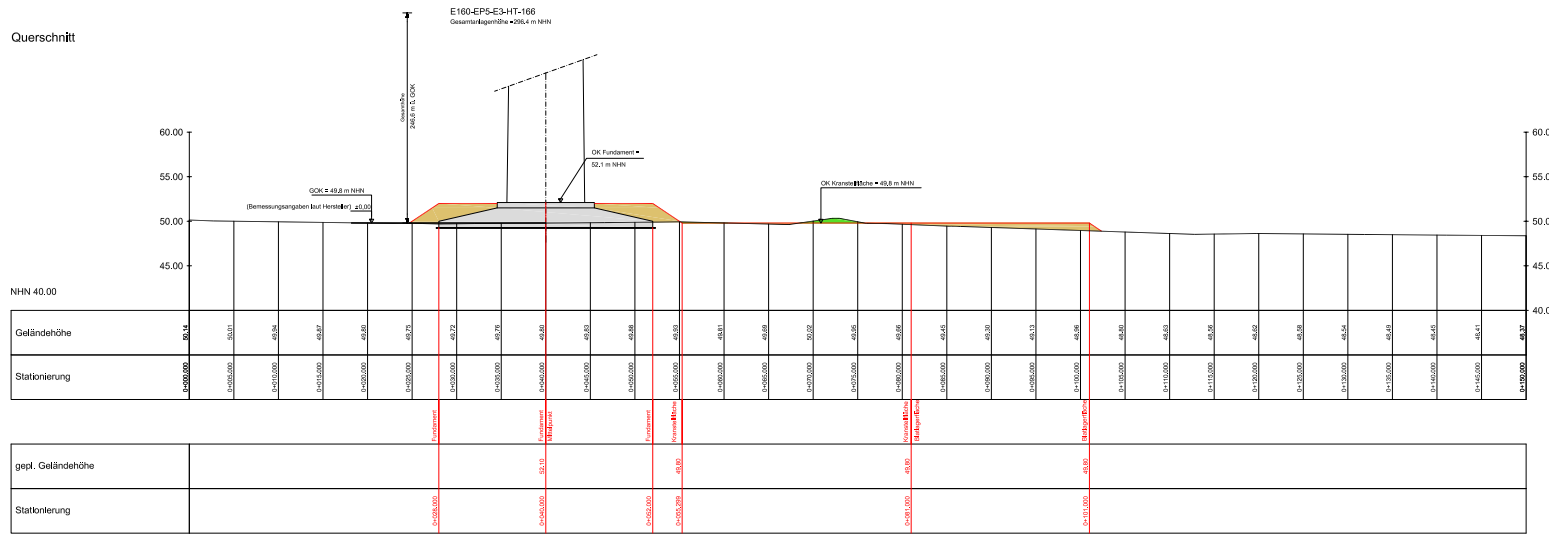 E160-EP5-E3-HT-166
Gesamtanlagenhöhe =296.4 m NHN
Querschnitt
Gesamthöhe
246,6 m ü. GOK
60.00
60.0
OK Fundament =
52.1 m NHN
55.00
55.0
GOK = 49,8 m NHN
OK Kranstellfläche = 49,8 m NHN
(Bemessungsangaben laut Hersteller) ±0,00
50.00
50.0
45.00
45.0
NHN 40.00
40.0
Geländehöhe
50.14 50.01 49.94 49.87 49.80 49.75 49.72 49.76 49.80 49.83 49.88 49.93 49.81 49.69 50.02 49.95 49.66 49.45 49.30 49.13 48.96 48.80 48.63 48.56 48.62 48.58 48.54 48.49 48.45 48.41 48.37
Stationierung
0+000.000 0+005.000 0+010.000 0+015.000 0+020.000 0+025.000 0+030.000 0+035.000 0+040.000 0+045.000 0+050.000 0+055.000 0+060.000 0+065.000 0+070.000 0+075.000 0+080.000 0+085.000 0+090.000 0+095.000 0+100.000 0+105.000 0+110.000 0+115.000 0+120.000 0+125.000 0+130.000 0+135.000 0+140.000 0+145.000 0+150.000
Fundament
Fundament
Mittelpunkt
Fundament
Kranstellfläche
Kranstellfläche
Blattlagerfläche
Blattlagerfläche
gepl. Geländehöhe
52.10 49.80 49.80 49.80
Stationierung
0+028.000 0+040.000 0+052.000 0+055.299 0+081.000 0+101.000